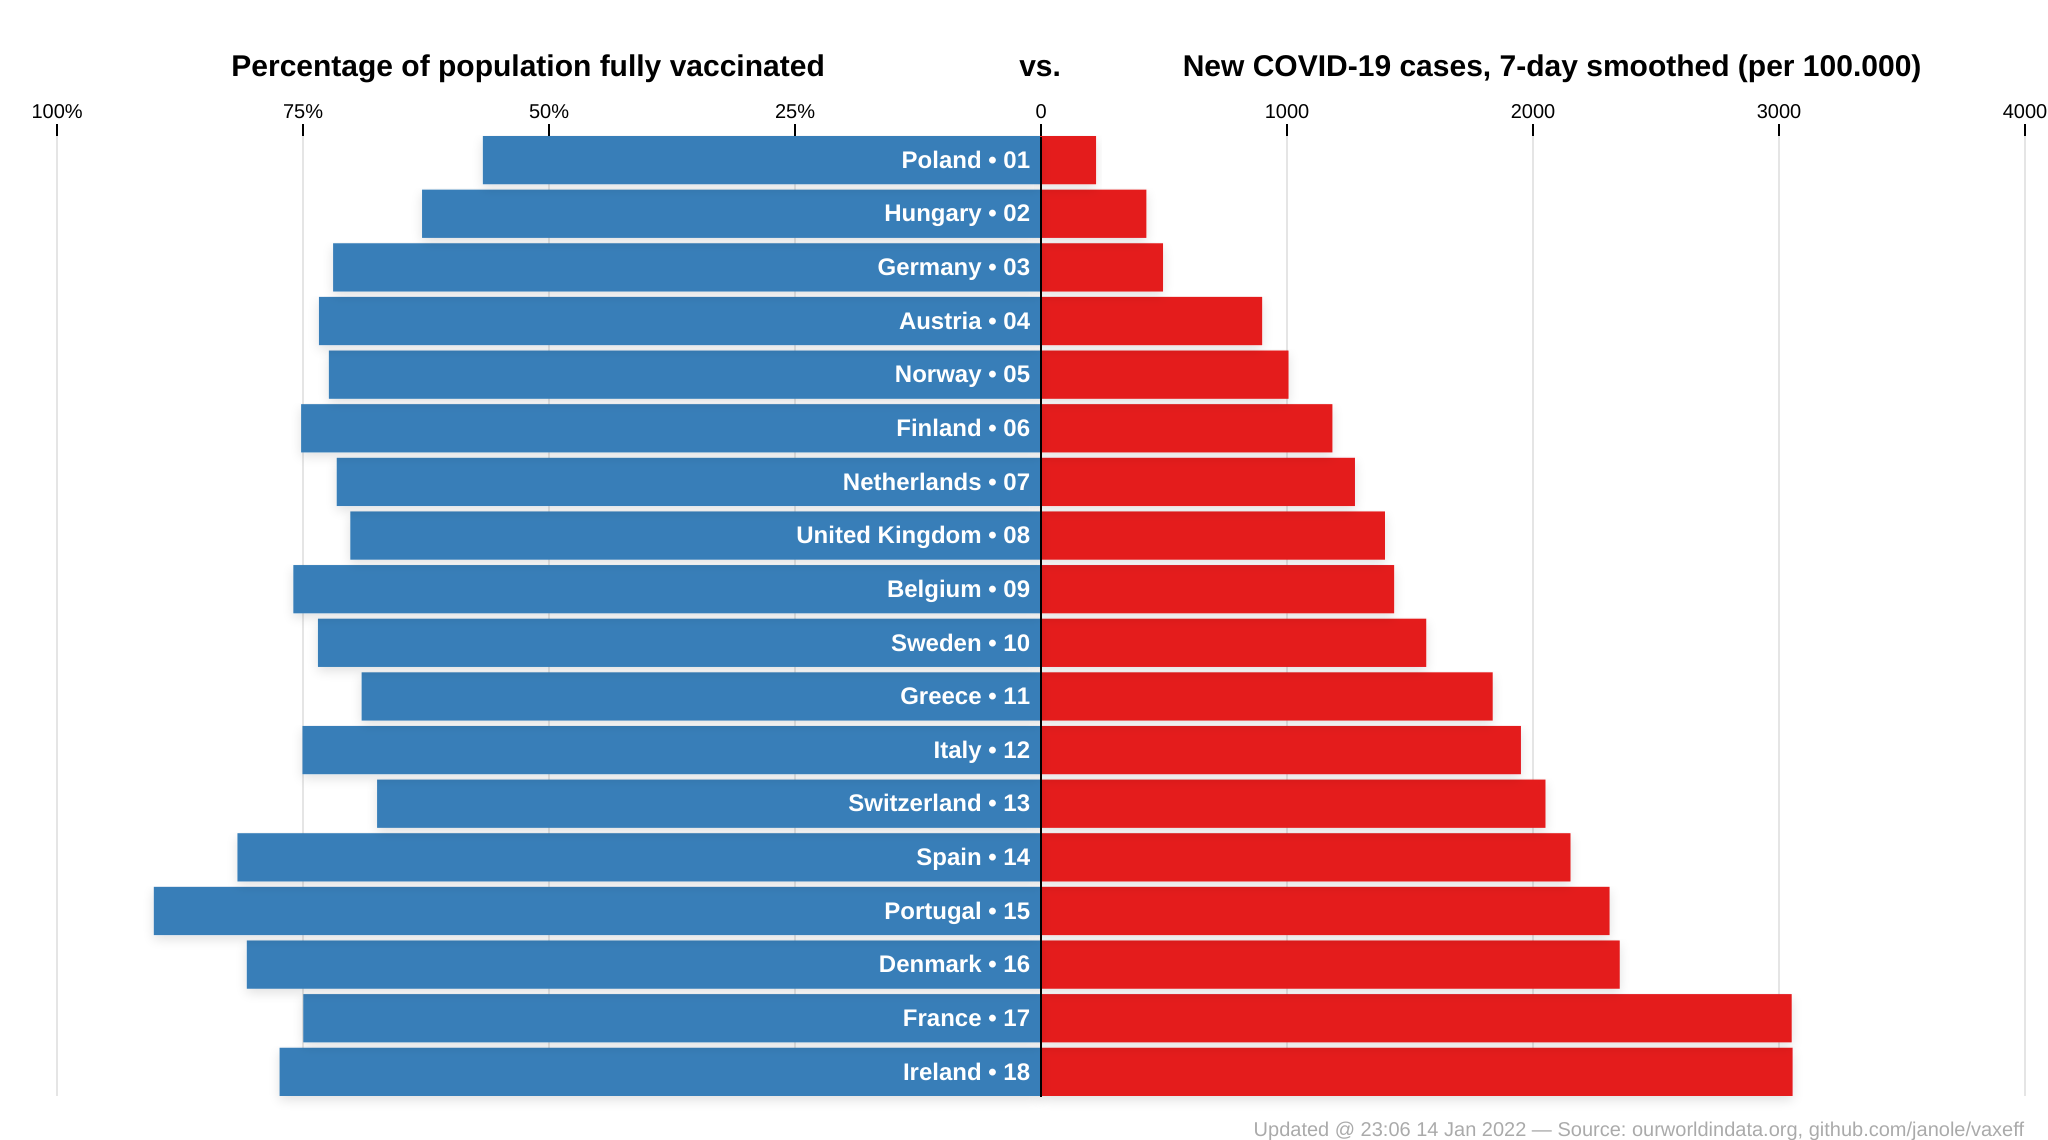 Percentage of population fully vaccinated vs. New COVID-19 cases, 7-day smoothed (per 100.000)
100% 75% 50% 25% 0 1000 2000 3000 4000
Poland • 01
Hungary • 02
Germany • 03
Austria • 04
Norway • 05
Finland • 06
Netherlands • 07
United Kingdom • 08
Belgium • 09
Sweden • 10
Greece • 11
Italy • 12
Switzerland • 13
Spain • 14
Portugal • 15
Denmark • 16
France • 17
Ireland • 18
Updated @ 23:06 14 Jan 2022 — Source: ourworldindata.org, github.com/janole/vaxeff